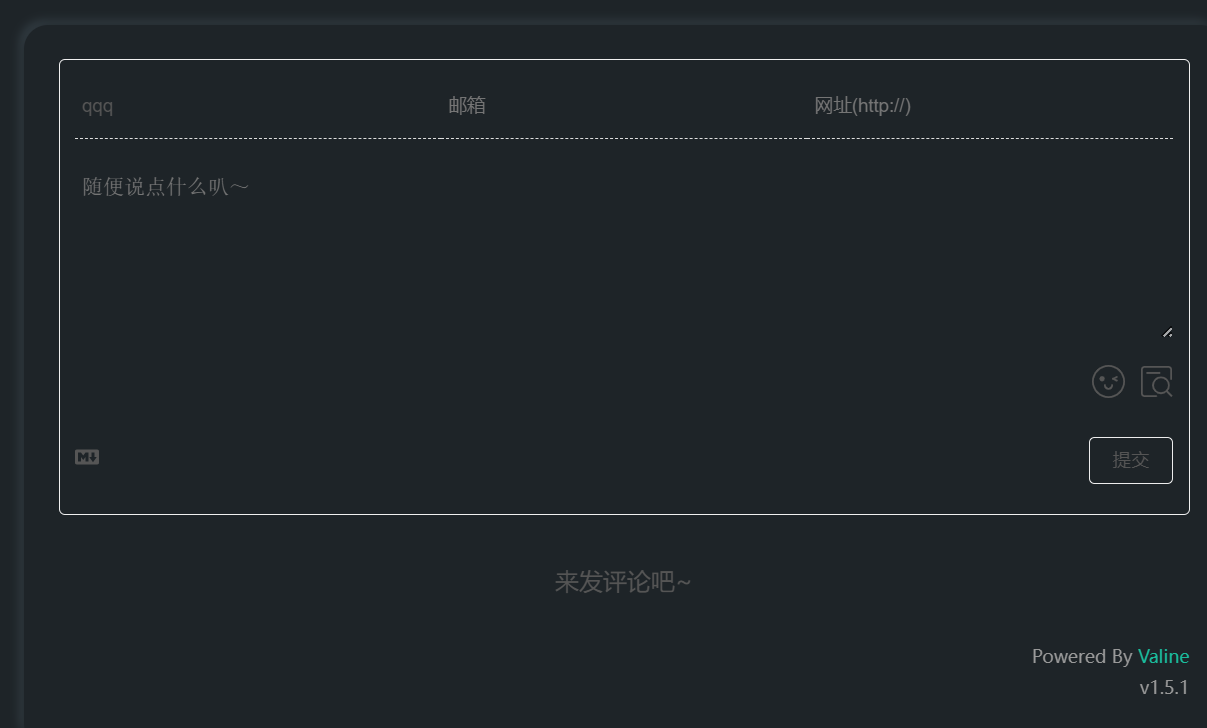 qqq 邮箱 网址(http://)
随便说点什么叭～
M
提交
来发评论吧~
Powered By Valine
v1.5.1